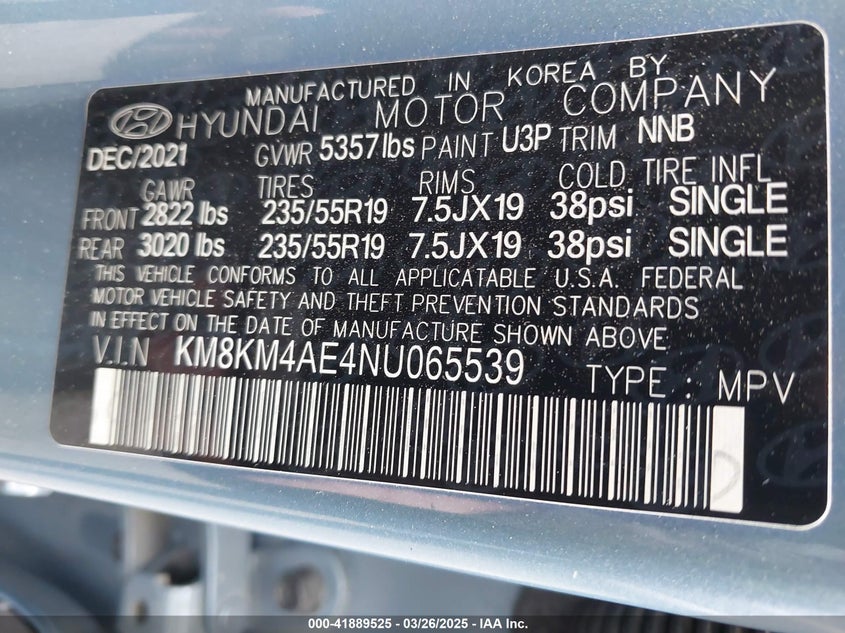 MANUFACTURED IN KOREA BY
HYUNDAI MOTOR COMPANY
DEC/2021 GVWR 5357lbs PAINT U3P TRIM NNB
GAWR TIRES RIMS COLD TIRE INFL
FRONT 2822 lbs 235/55R19 7.5JX19 38psi SINGLE
REAR 3020 lbs 235/55R19 7.5JX19 38psi SINGLE
THIS VEHICLE CONFORMS TO ALL APPLICATABLE U.S.A. FEDERAL
MOTOR VEHICLE SAFETY AND THEFT PREVENTION STANDARDS
IN EFFECT ON THE DATE OF MANUFACTURE SHOWN ABOVE
V.I.N KM8KM4AE4NU065539 TYPE : MPV
000-41889525 - 03/26/2025 - IAA Inc.